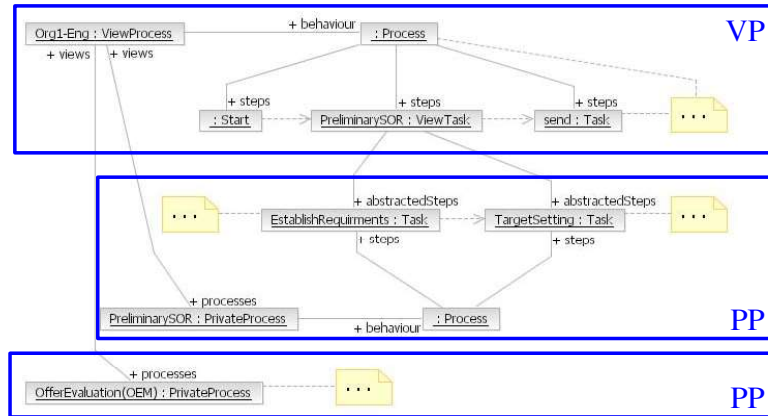 + behaviour
VP
Org1-Eng : ViewProcess
: Process
+ views
+ views
+ steps
+ steps
+ steps
: Start
PreliminarySOR : ViewTask
send : Task
...
+ abstractedSteps
+ abstractedSteps
...
EstablishRequirments : Task
TargetSetting : Task
...
+ steps
+ steps
+ processes
PreliminarySOR : PrivateProcess
: Process
+ behaviour
PP
+ processes
OfferEvaluation(OEM) : PrivateProcess
...
PP